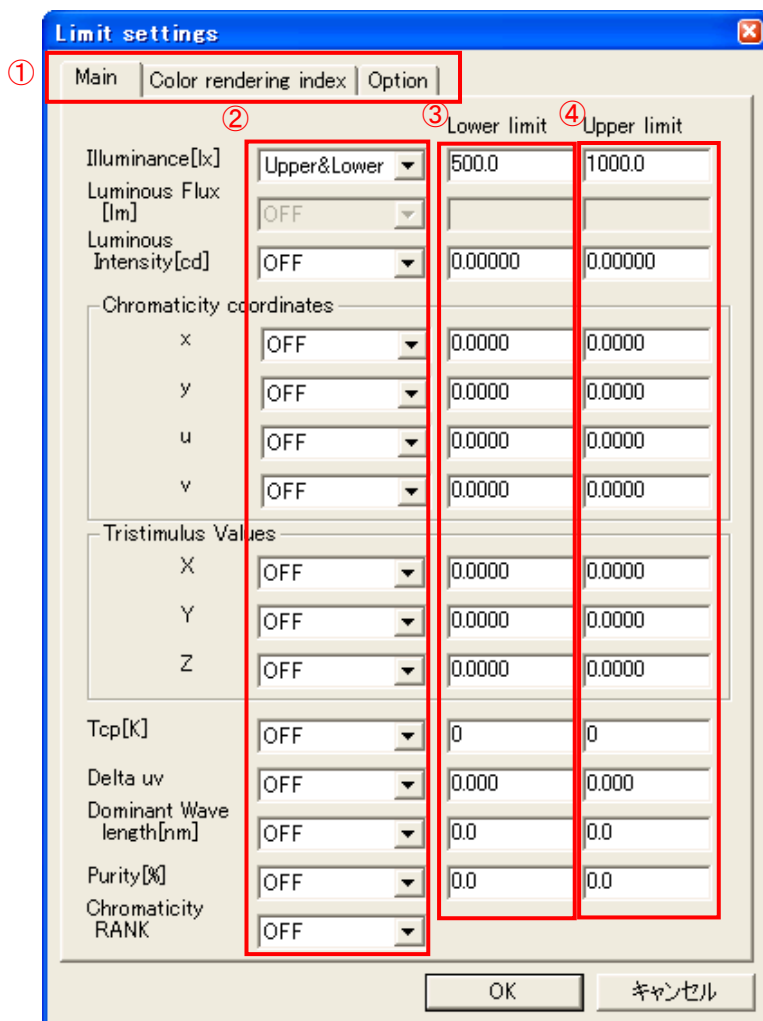 Limit settings
①
Main Color rendering index Option
② ③ ④
Lower limit Upper limit
Illuminance[lx] Upper&Lower 500.0 1000.0
Luminous Flux
[lm] OFF
Luminous
Intensity[cd] OFF 0.00000 0.00000
Chromaticity coordinates
x OFF 0.0000 0.0000
y OFF 0.0000 0.0000
u OFF 0.0000 0.0000
v OFF 0.0000 0.0000
Tristimulus Values
X OFF 0.0000 0.0000
Y OFF 0.0000 0.0000
Z OFF 0.0000 0.0000
Tcp[K] OFF 0 0
Delta uv OFF 0.000 0.000
Dominant Wave
length[nm] OFF 0.0 0.0
Purity[%] OFF 0.0 0.0
Chromaticity
RANK OFF
OK キャンセル